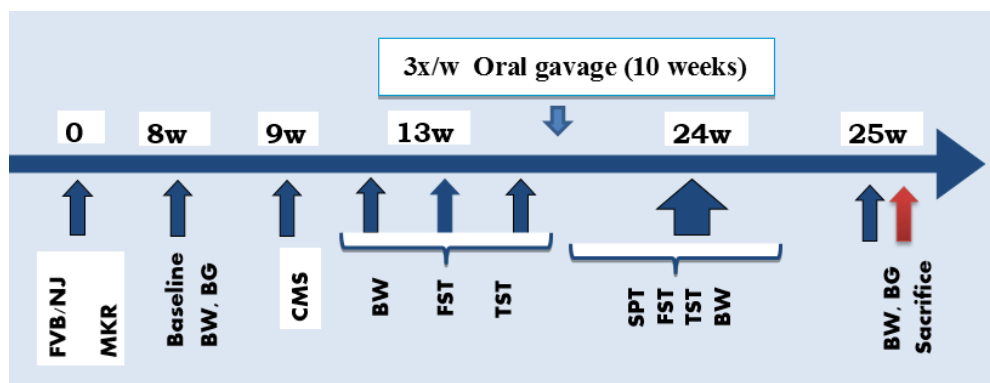 3x/w Oral gavage (10 weeks)
0
8w
9w
13w
24w
25w
FVB/NJ
MKR
Baseline
BW, BG
CMS
BW
FST
TST
SPT
FST
TST
BW
BW, BG
Sacrifice